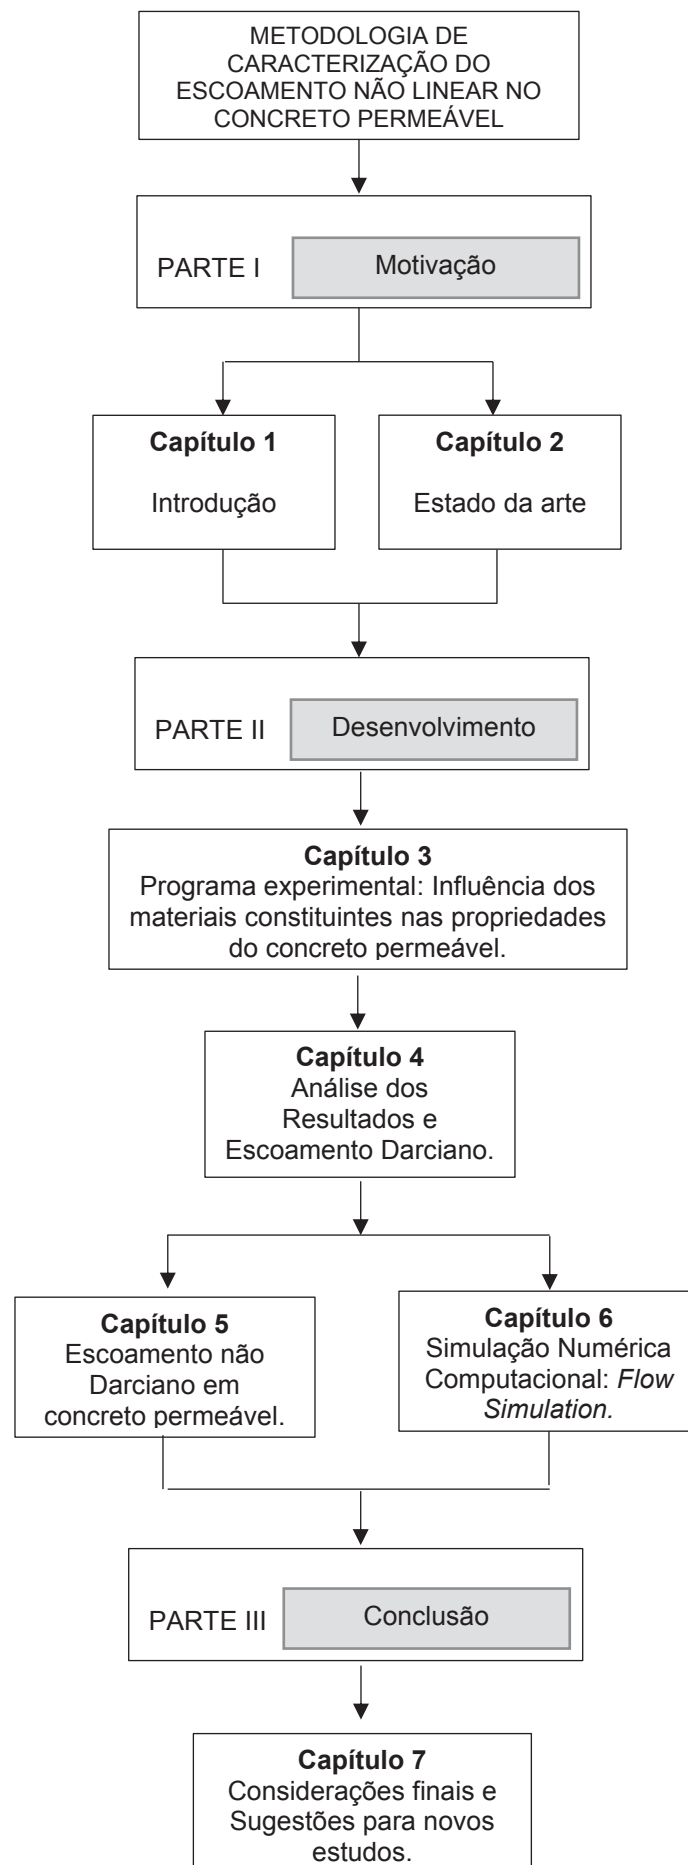 METODOLOGIA DE
CARACTERIZAÇÃO DO
ESCOAMENTO NÃO LINEAR NO
CONCRETO PERMEÁVEL
PARTE I
Motivação
Capítulo 1
Introdução
Capítulo 2
Estado da arte
PARTE II
Desenvolvimento
Capítulo 3
Programa experimental: Influência dos
materiais constituintes nas propriedades
do concreto permeável.
Capítulo 4
Análise dos
Resultados e
Escoamento Darciano.
Capítulo 5
Escoamento não
Darciano em
concreto permeável.
Capítulo 6
Simulação Numérica
Computacional: Flow
Simulation.
PARTE III
Conclusão
Capítulo 7
Considerações finais e
Sugestões para novos
estudos.